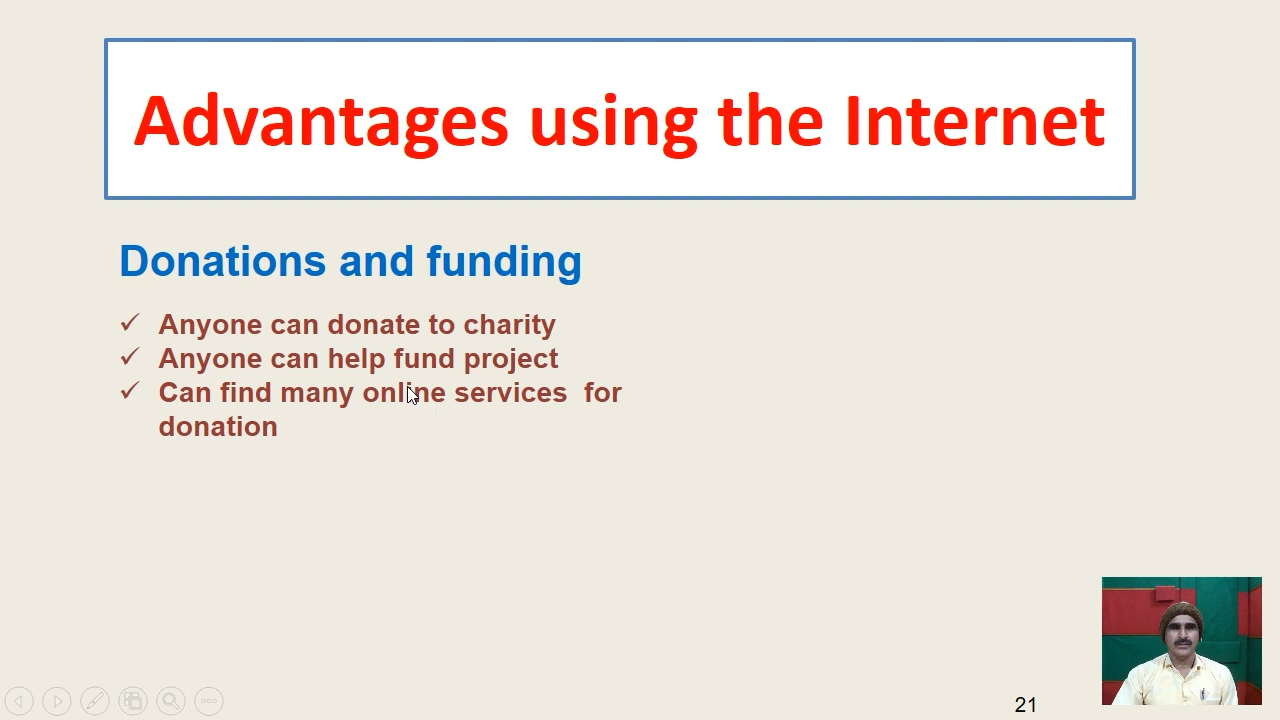 Advantages using the Internet
Donations and funding
✓ Anyone can donate to charity
✓ Anyone can help fund project
✓ Can find many online services  for
donation
21